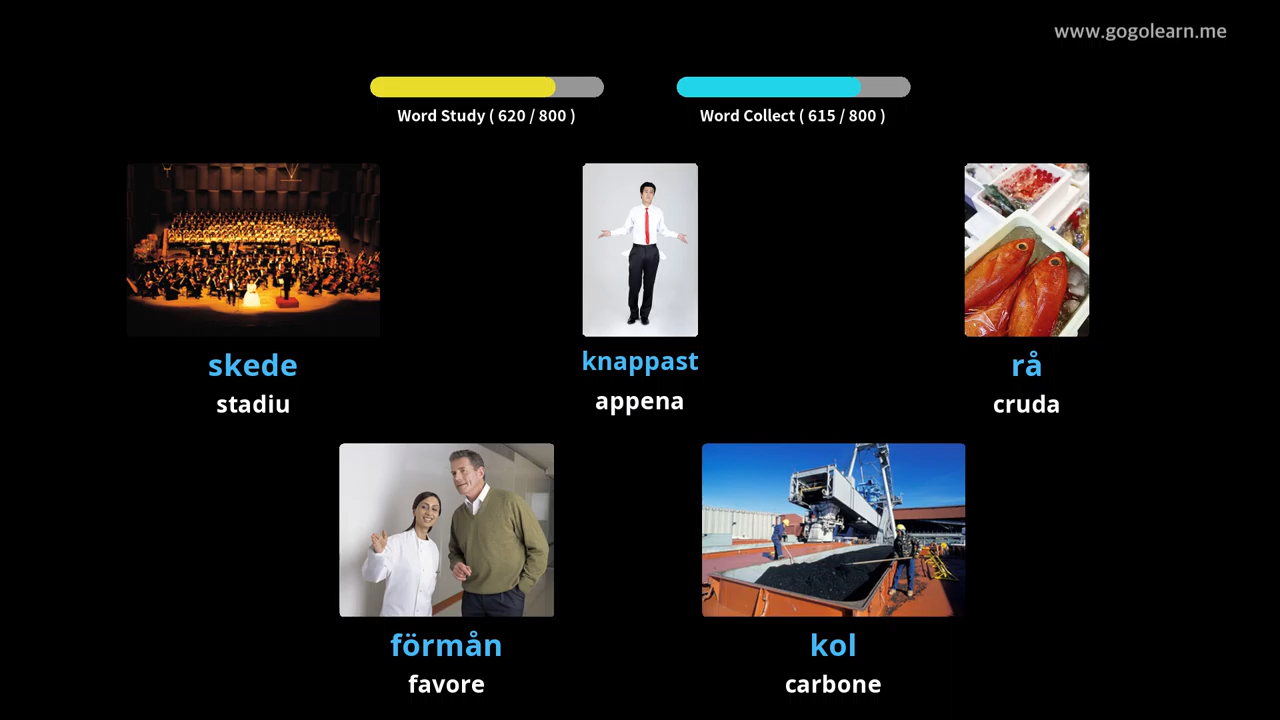 www.gogolearn.me
Word Study ( 620 / 800 )
Word Collect ( 615 / 800 )
skede
stadiu
knappast
appena
rå
cruda
förmån
favore
kol
carbone